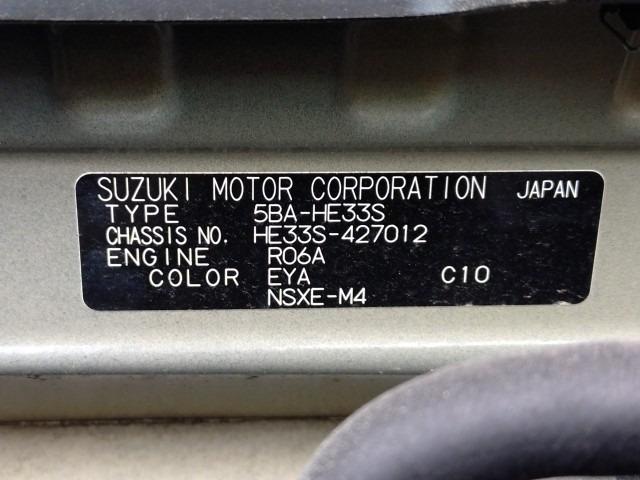 SUZUKI MOTOR CORPORATION JAPAN
TYPE 5BA-HE33S
CHASSIS NO. HE33S-427012
ENGINE R06A
COLOR EYA C10
NSXE-M4